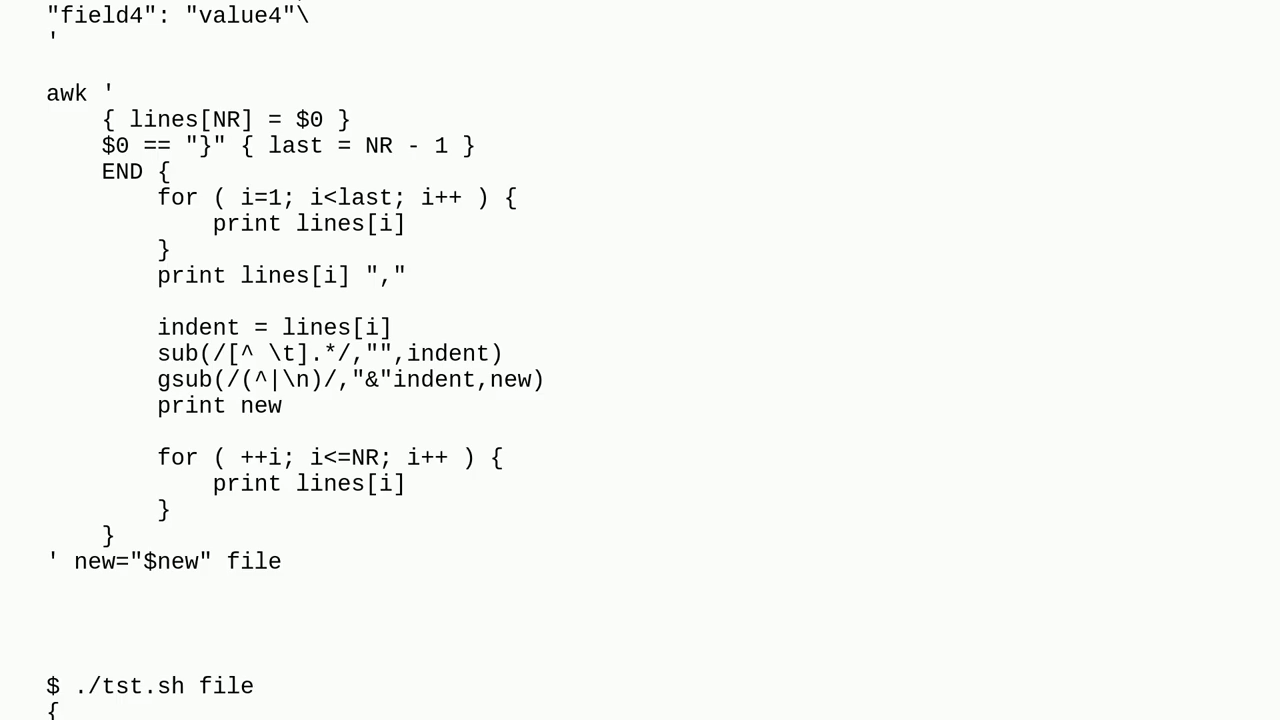 "field4": "value4"\
'
awk '
    { lines[NR] = $0 }
    $0 == "}" { last = NR - 1 }
    END {
        for ( i=1; i<last; i++ ) {
            print lines[i]
        }
        print lines[i] ","

        indent = lines[i]
        sub(/[^ \t].*/,"",indent)
        gsub(/(^|\n)/,"&"indent,new)
        print new

        for ( ++i; i<=NR; i++ ) {
            print lines[i]
        }
    }
' new="$new" file

$ ./tst.sh file
{